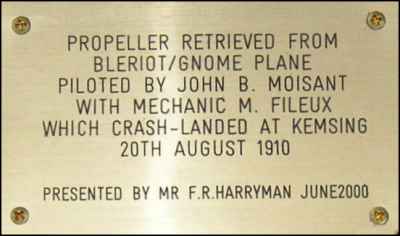 PROPELLER RETRIEVED FROM
BLERIOT/GNOME PLANE
PILOTED BY JOHN B. MOISANT
WITH MECHANIC M. FILEUX
WHICH CRASH-LANDED AT KEMSING
20TH AUGUST 1910
PRESENTED BY MR F.R.HARRYMAN JUNE2000